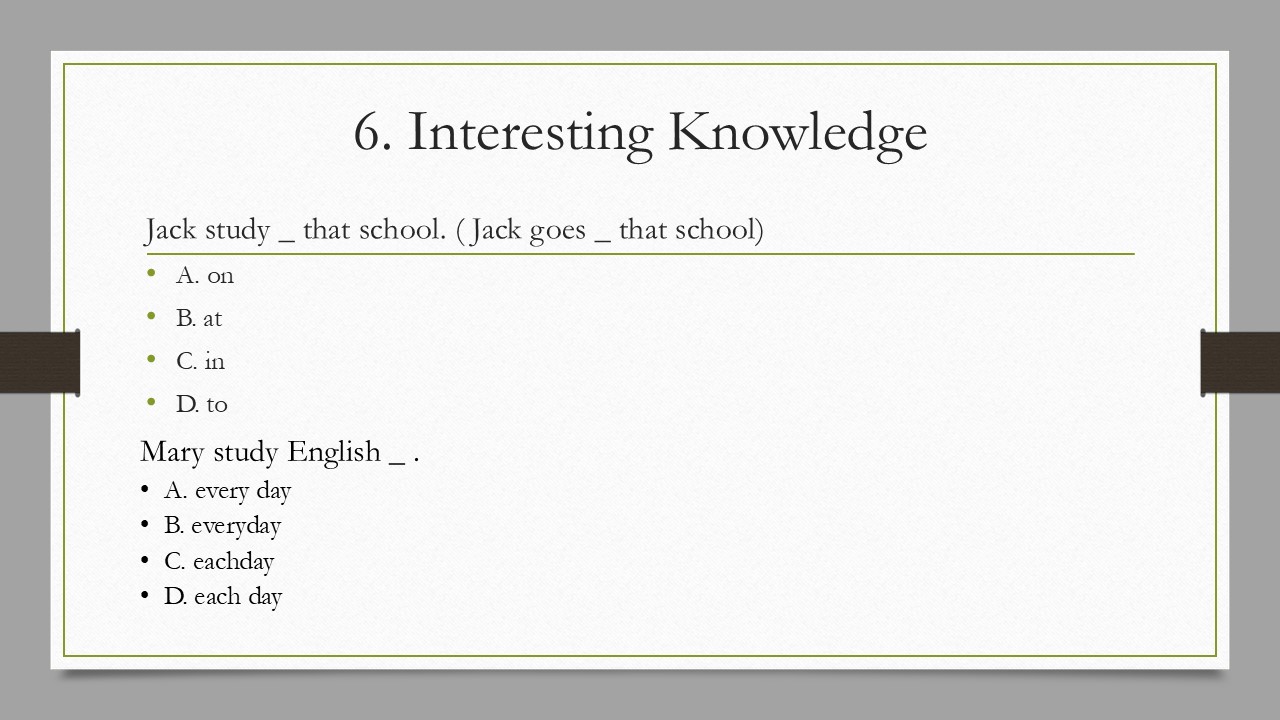 6. Interesting Knowledge
Jack study _ that school. ( Jack goes _ that school)
• A. on
• B. at
• C. in
• D. to
Mary study English _ .
• A. every day
• B. everyday
• C. eachday
• D. each day